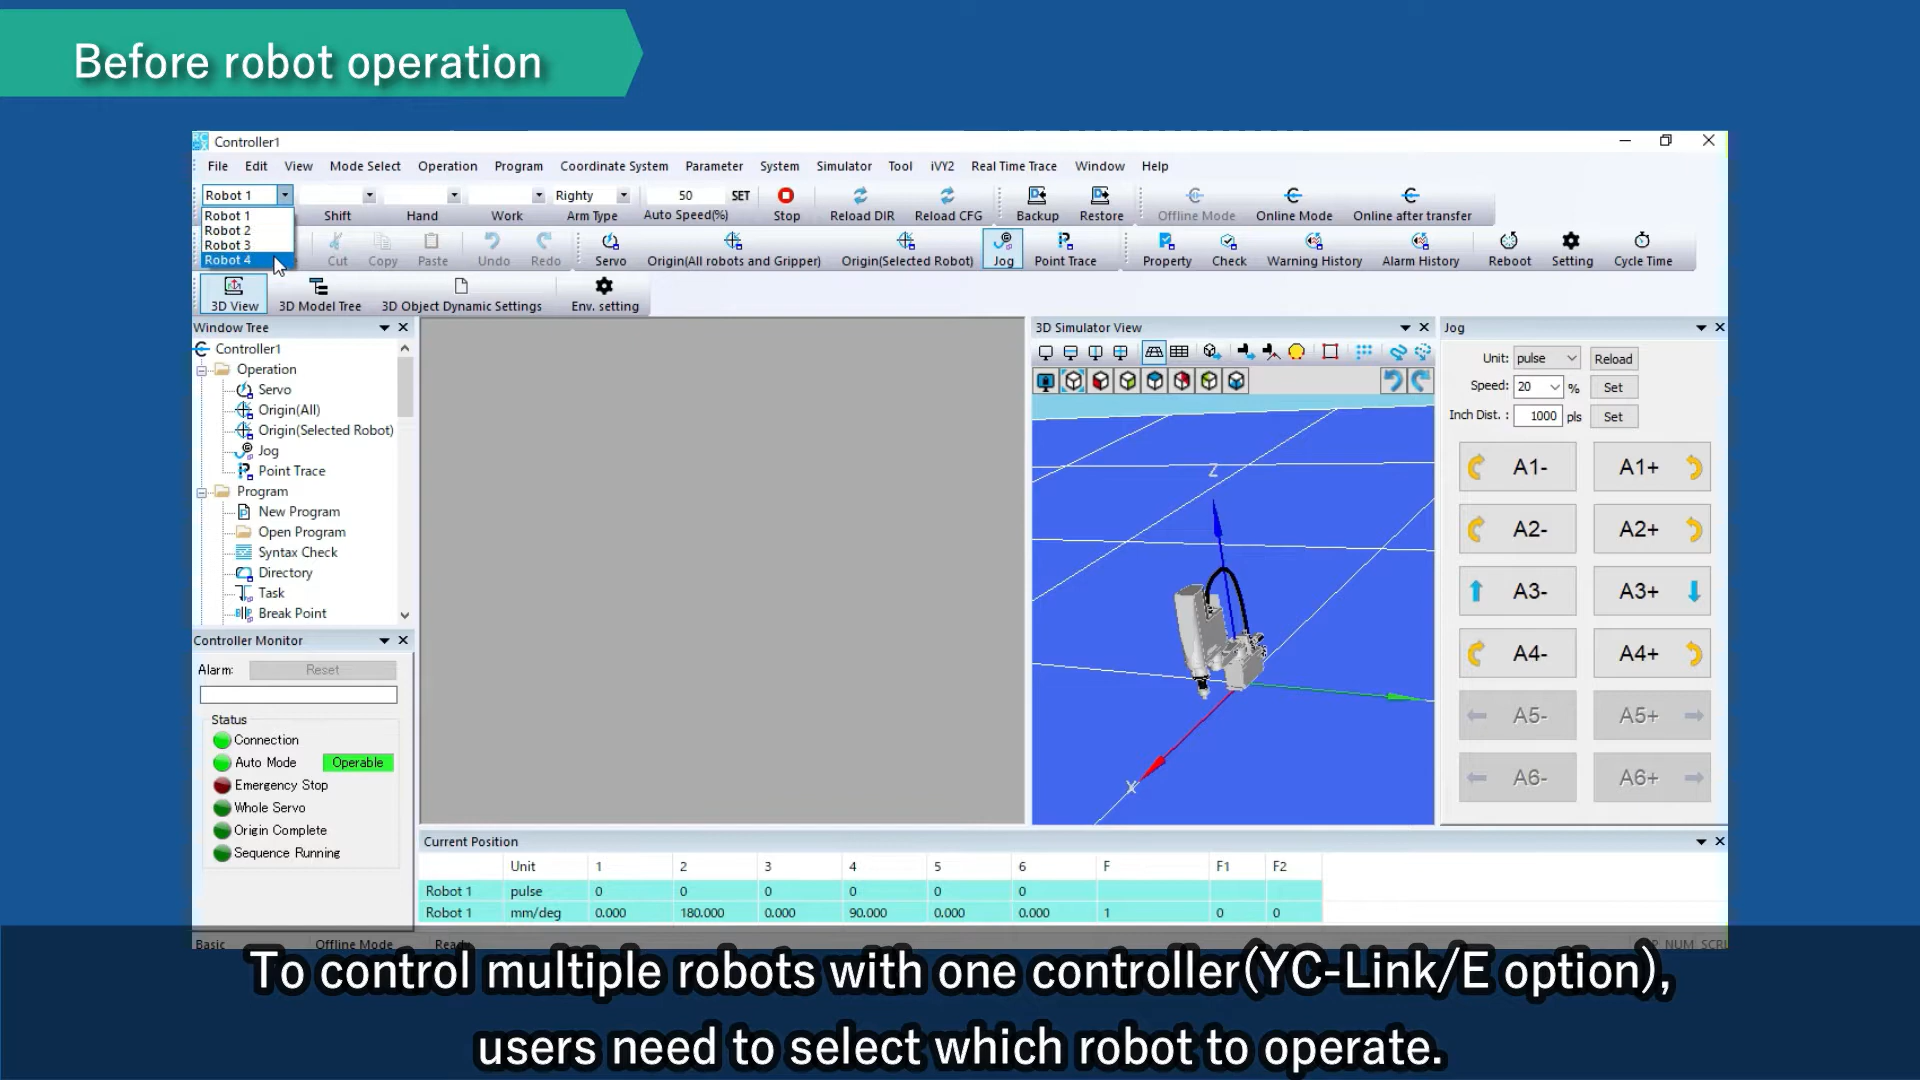 Before robot operation
Controller1
File Edit View Mode Select Operation Program Coordinate System Parameter System Simulator Tool iVY2 Real Time Trace Window Help
Robot 1 Righty 50 SET
Shift Hand Work Arm Type Auto Speed(%) Stop Reload DIR Reload CFG Backup Restore Offline Mode Online Mode Online after transfer
Robot 1
Robot 2
Robot 3
Robot 4
Cut Copy Paste Undo Redo Servo Origin(All robots and Gripper) Origin(Selected Robot) Jog Point Trace Property Check Warning History Alarm History Reboot Setting Cycle Time
3D View 3D Model Tree 3D Object Dynamic Settings Env. setting
Window Tree
Controller1
Operation
Servo
Origin(All)
Origin(Selected Robot)
Jog
Point Trace
Program
New Program
Open Program
Syntax Check
Directory
Task
Break Point
Controller Monitor
Alarm: Reset
Status
Connection
Auto Mode Operable
Emergency Stop
Whole Servo
Origin Complete
Sequence Running
3D Simulator View
Z
X
Jog
Unit: pulse Reload
Speed: 20 % Set
Inch Dist. : 1000 pls Set
A1- A1+
A2- A2+
A3- A3+
A4- A4+
A5- A5+
A6- A6+
Current Position
Unit 1 2 3 4 5 6 F F1 F2
Robot 1 pulse 0 0 0 0 0 0
Robot 1 mm/deg 0.000 180.000 0.000 90.000 0.000 0.000 1 0 0
Basic Offline Mode Ready NUM SCRL
To control multiple robots with one controller(YC-Link/E option),
users need to select which robot to operate.